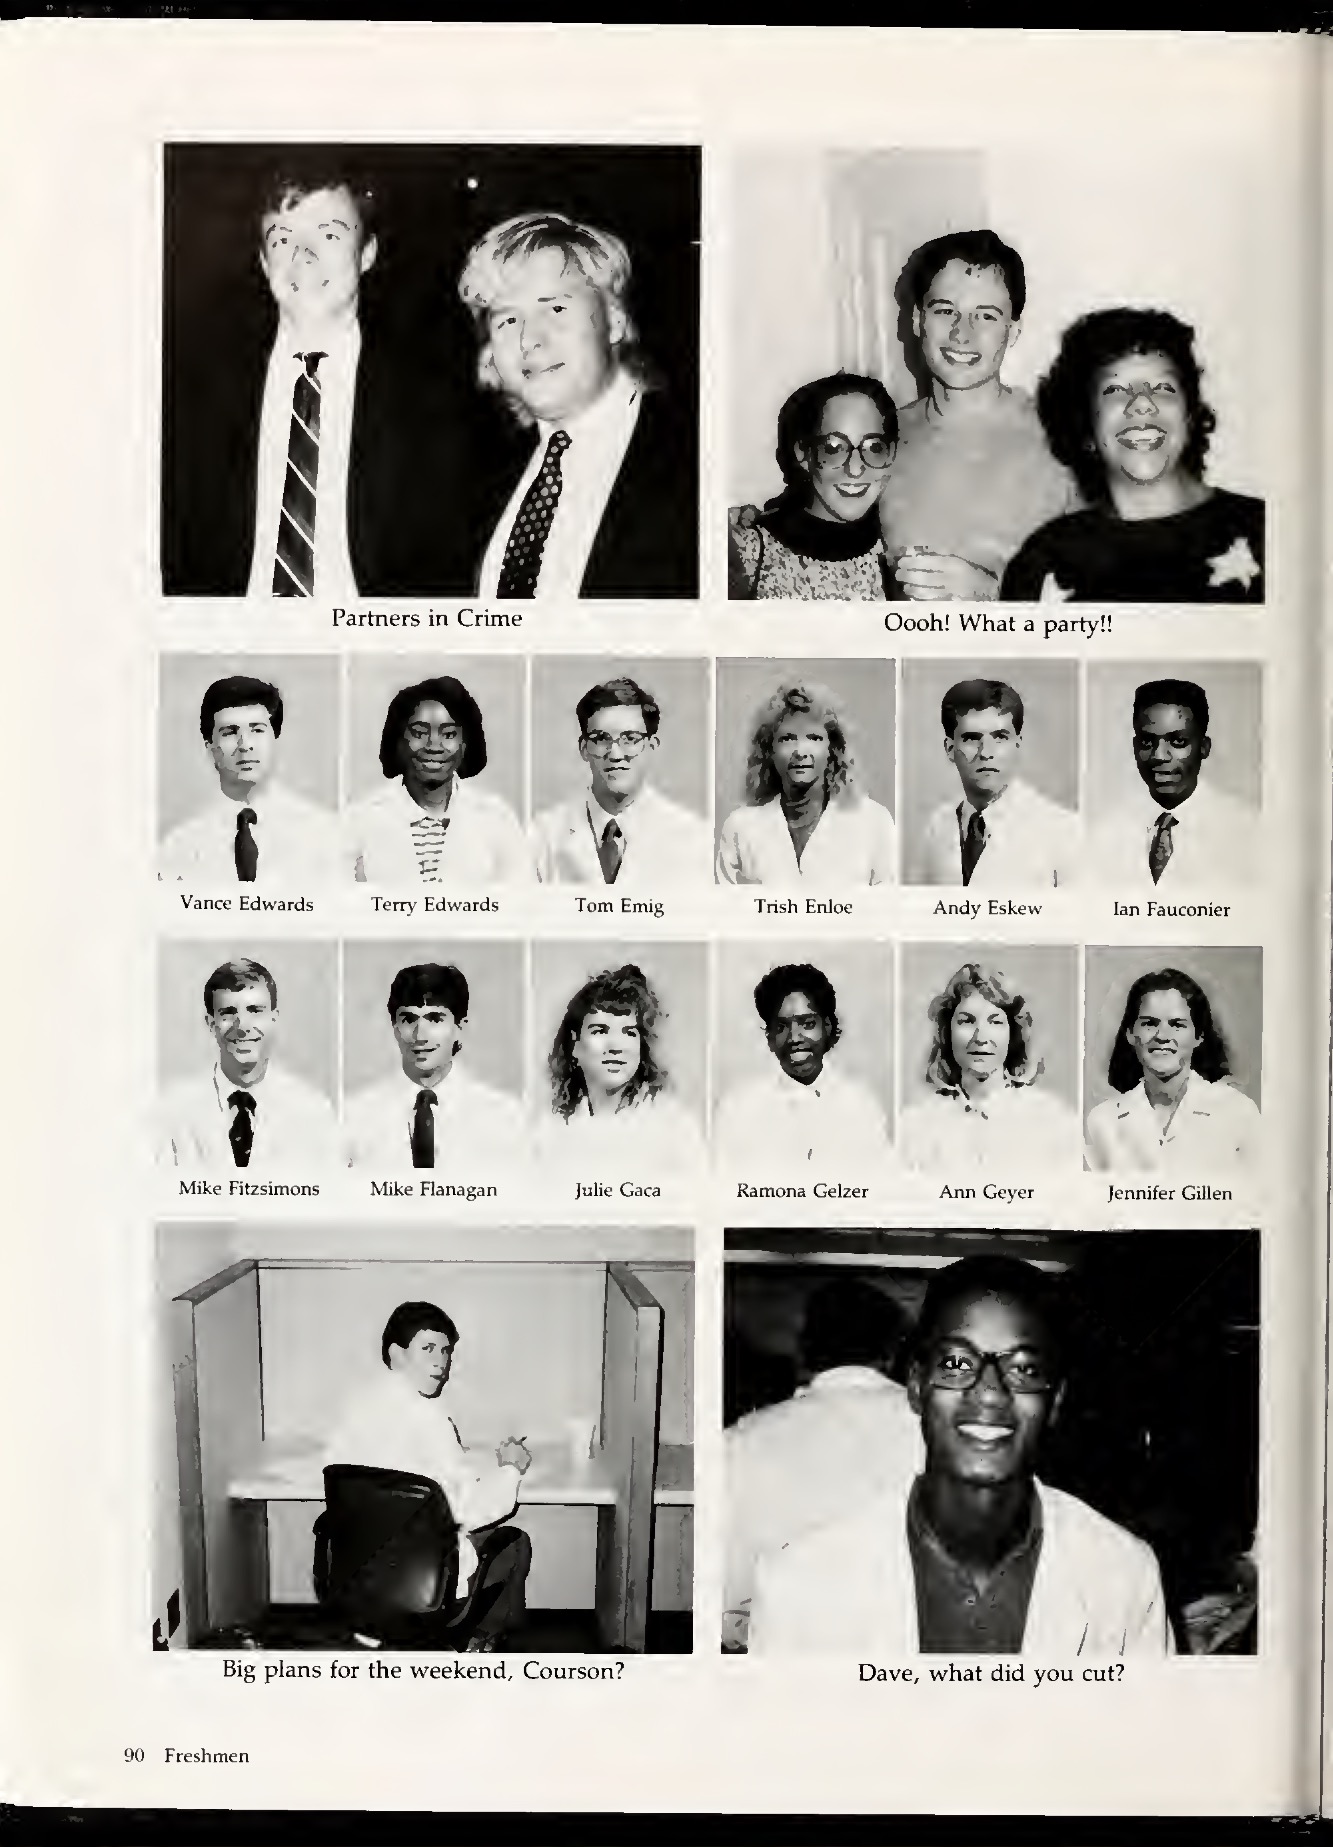 Partners in Crime
Oooh! What a party!!
Vance Edwards
Terry Edwards
Tom Emig
Trish Enloe
Andy Eskew
Ian Fauconier
Mike Fitzsimons
Mike Flanagan
Julie Gaca
Ramona Gelzer
Ann Geyer
Jennifer Gillen
Big plans for the weekend, Courson?
Dave, what did you cut?
90 Freshmen